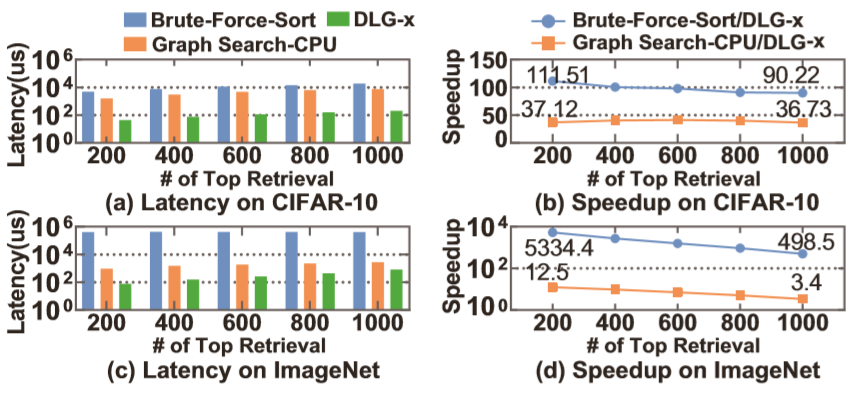 Brute-Force-Sort DLG-x
Graph Search-CPU
Latency(us)
10^6
10^4
10^2
10^0
200 400 600 800 1000
# of Top Retrieval
(a) Latency on CIFAR-10
Brute-Force-Sort/DLG-x
Graph Search-CPU/DLG-x
Speedup
150
100
50
0
111.51 90.22
37.12 36.73
200 400 600 800 1000
# of Top Retrieval
(b) Speedup on CIFAR-10
Latency(us)
10^6
10^4
10^2
10^0
200 400 600 800 1000
# of Top Retrieval
(c) Latency on ImageNet
Speedup
10^4
10^2
10^0
5334.4 498.5
12.5 3.4
200 400 600 800 1000
# of Top Retrieval
(d) Speedup on ImageNet